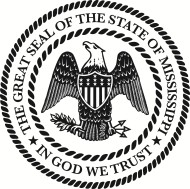 THE GREAT SEAL OF THE STATE OF MISSISSIPPI
IN GOD WE TRUST